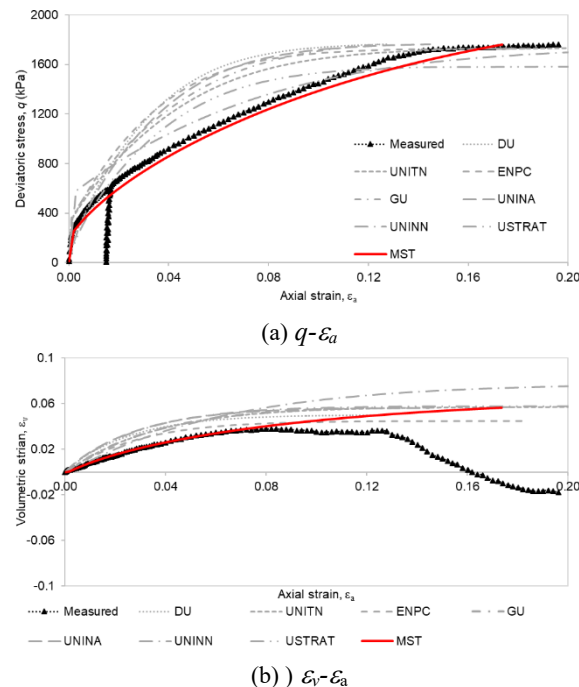 2000
1600
1200
800
400
0
Deviatoric stress, q (kPa)
Measured DU
UNITN ENPC
GU UNINA
UNINN USTRAT
MST
0.00 0.04 0.08 0.12 0.16 0.20
Axial strain, εa
(a) q-εa
0.1
0.06
0.02
-0.02
-0.06
-0.1
Volumetric strian, εv
0.00 0.04 0.08 0.12 0.16 0.20
Axial strain, εa
Measured DU UNITN ENPC GU
UNINA UNINN USTRAT MST
(b) ) εv-εa